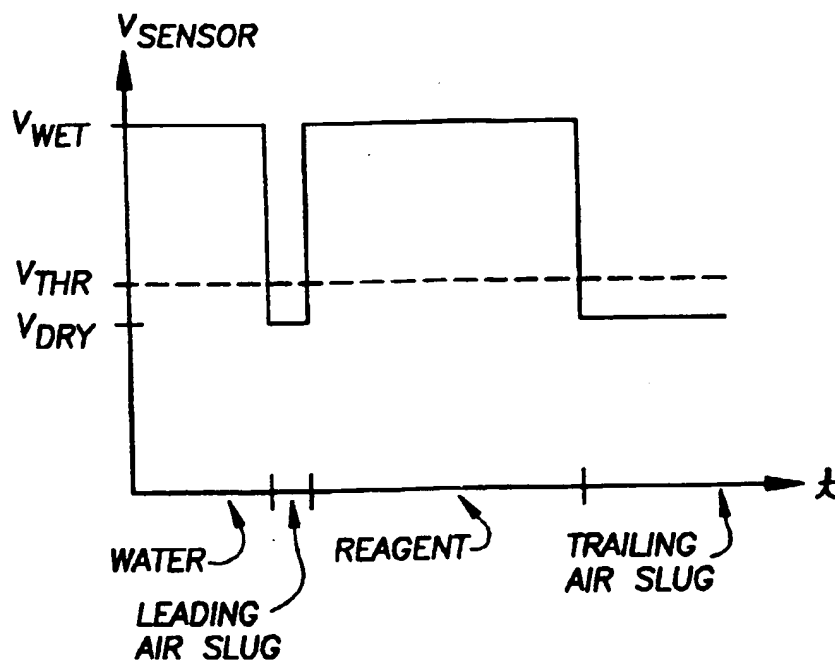 VSENSOR
VWET
VTHR
VDRY
t
WATER
LEADING
AIR SLUG
REAGENT
TRAILING
AIR SLUG